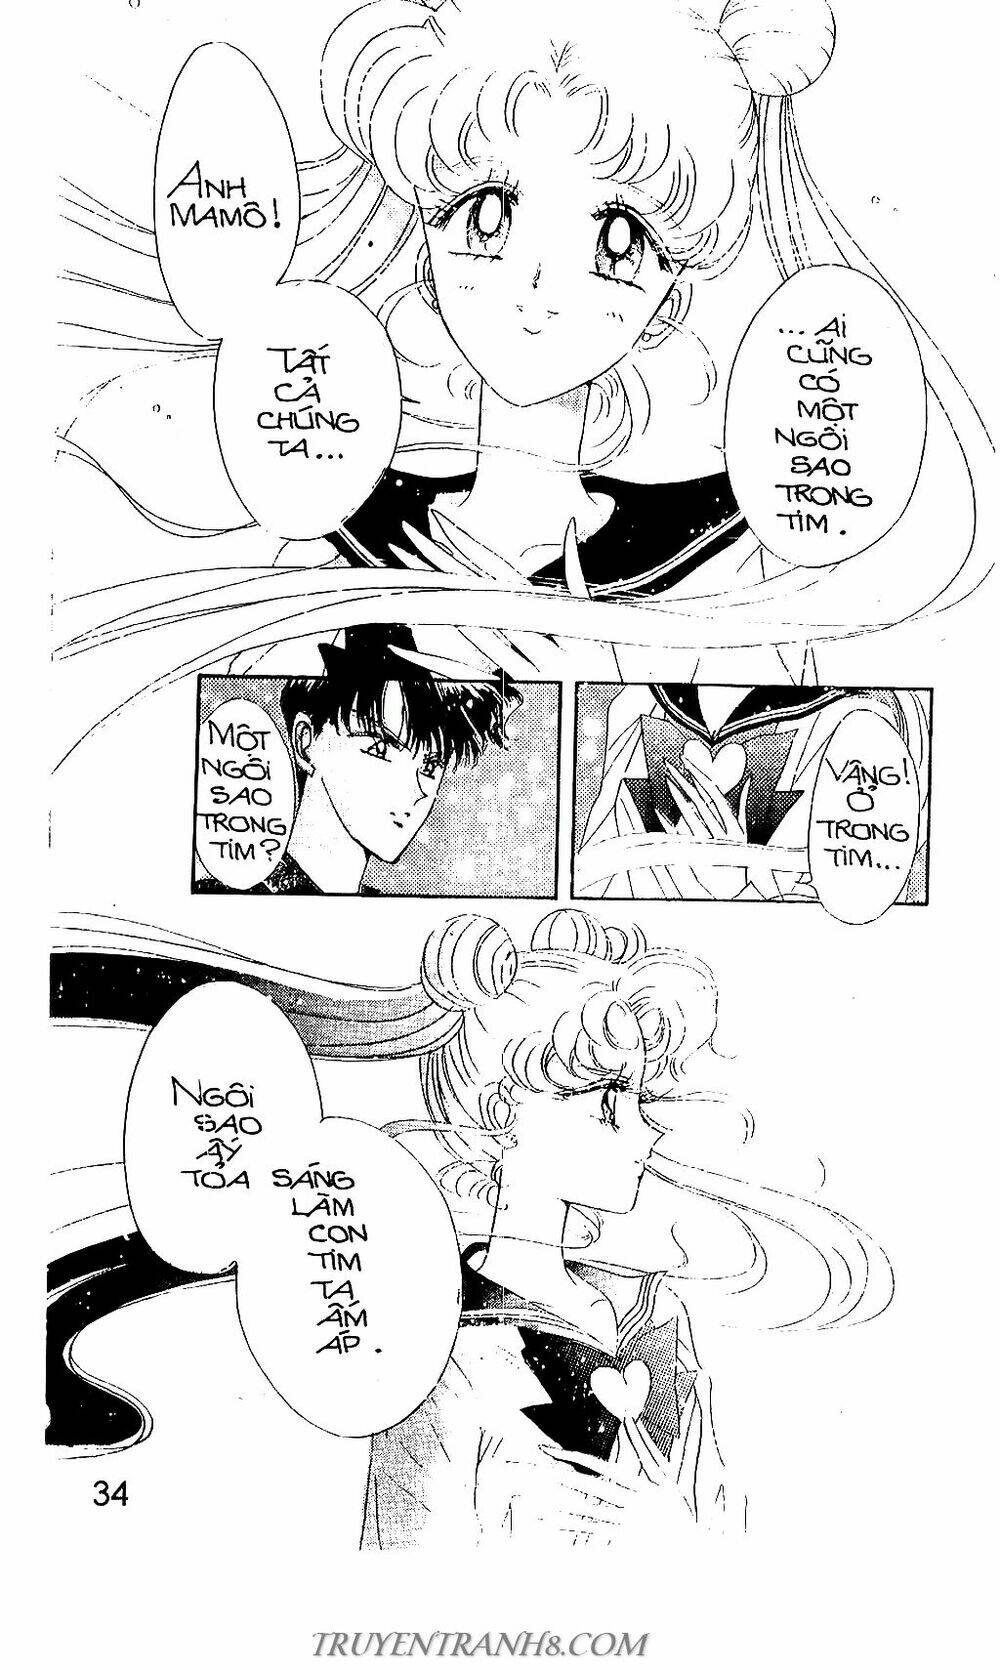 ANH
MAMÔ!
TẤT
CẢ
CHÚNG
TA...
... AI
CŨNG
CÓ
MỘT
NGÔI
SAO
TRONG
TIM.
MỘT
NGÔI
SAO
TRONG
TIM?
VÂNG!
Ở
TRONG
TIM...
NGÔI
SAO
ẤY
TỎA SÁNG
LÀM
CON
TIM
TA
ẤM
ÁP.
34
TRUYENTRANH8.COM